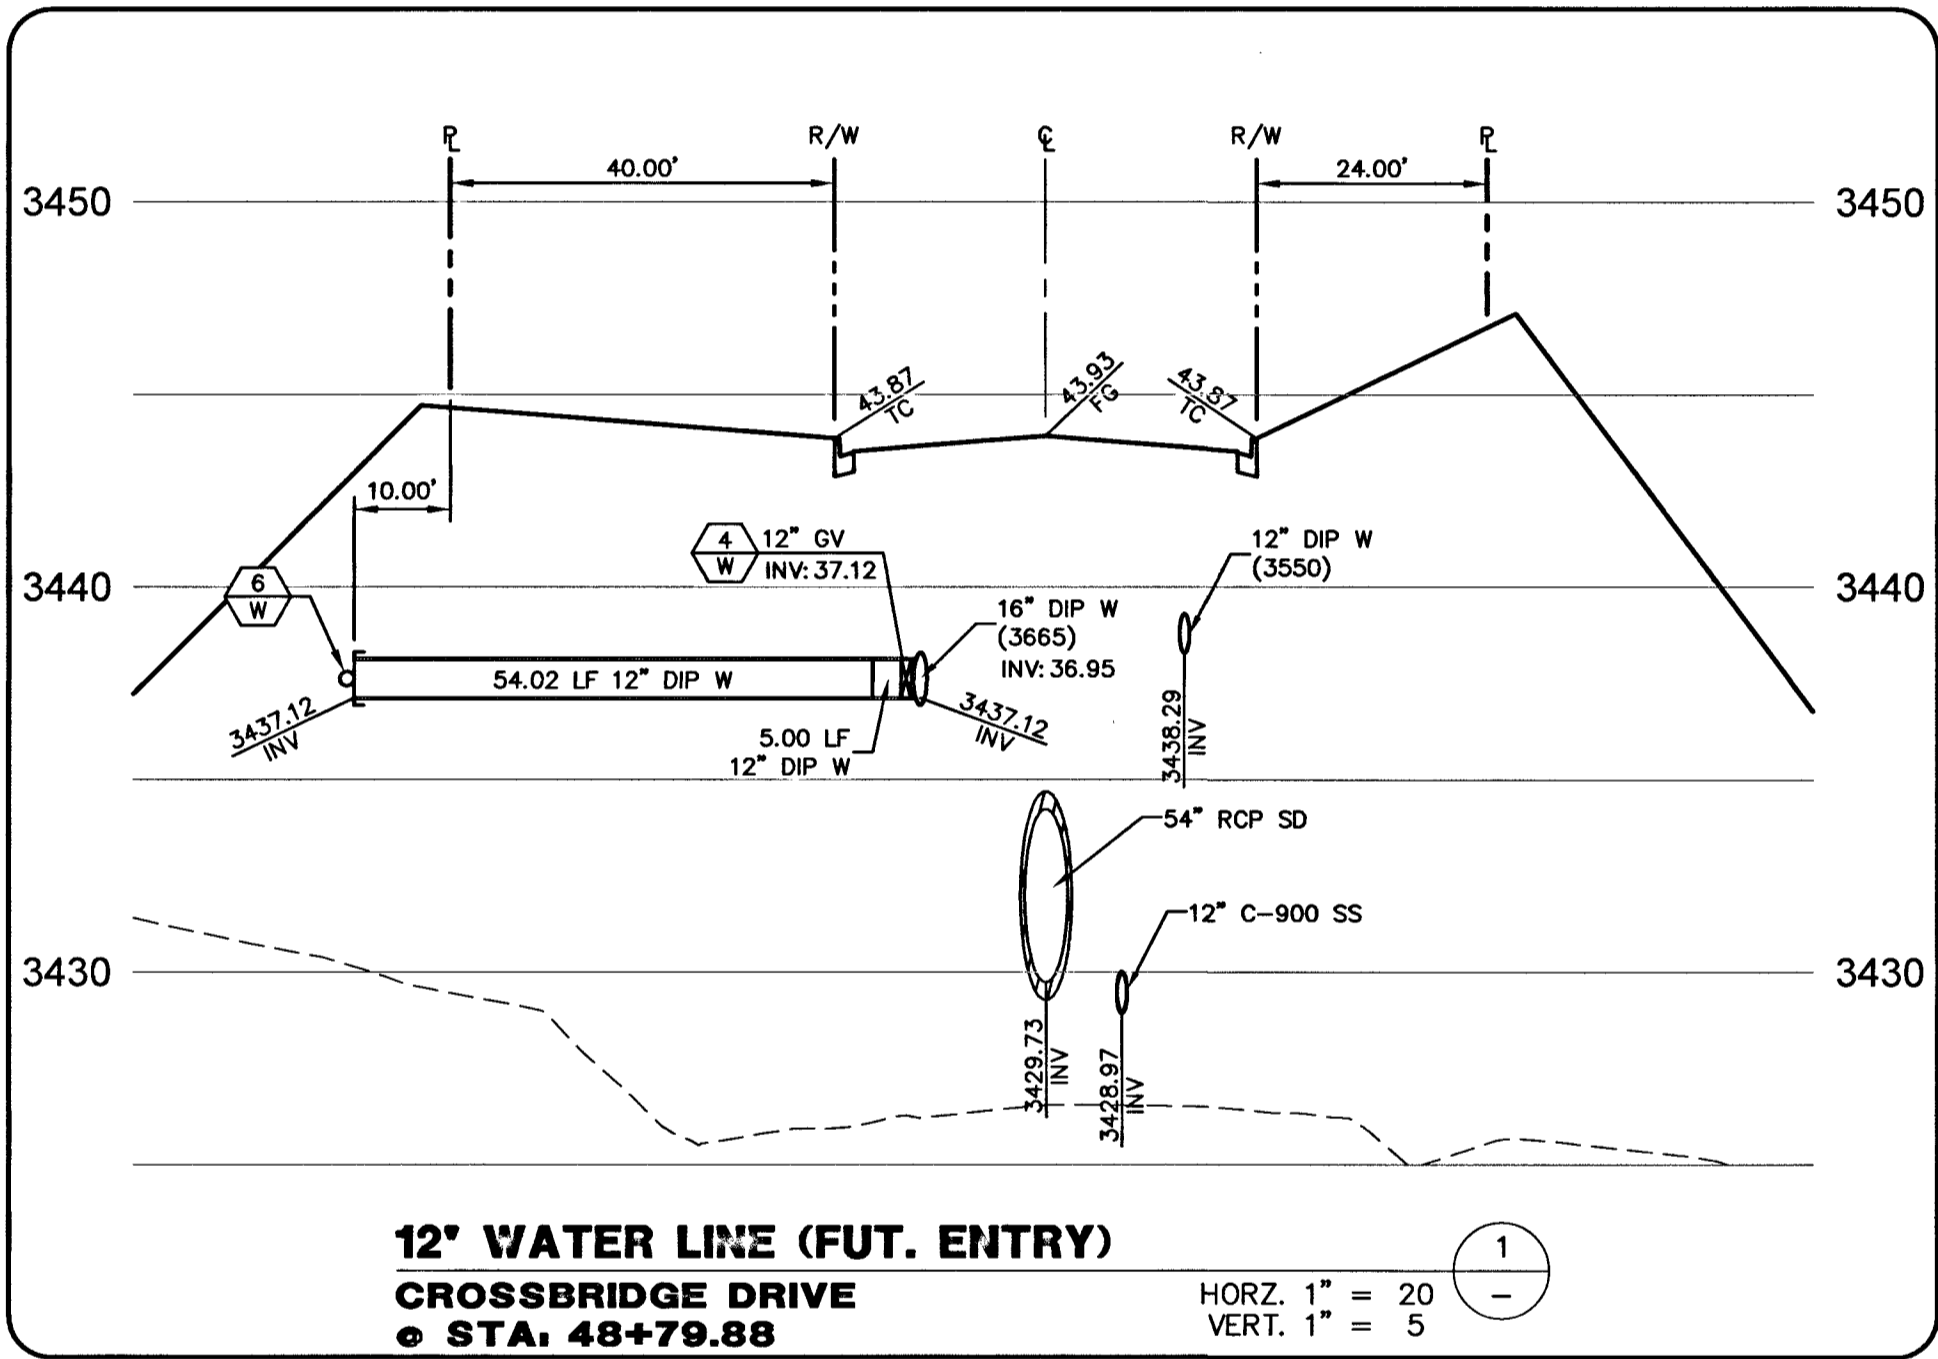 PL R/W CL R/W PL
40.00' 24.00'
3450 3450
43.87
TC
43.93
FG
43.87
TC
10.00'
4
W
12" GV
INV: 37.12
12" DIP W
(3550)
3440 3440
6
W
16" DIP W
(3665)
INV: 36.95
54.02 LF 12" DIP W
3437.12
INV
3437.12
INV
5.00 LF
12" DIP W
3438.29
INV
54" RCP SD
12" C-900 SS
3430 3430
3429.73
INV
3428.97
INV
12" WATER LINE (FUT. ENTRY)
CROSSBRIDGE DRIVE
@ STA: 48+79.88
HORZ. 1" = 20
VERT. 1" = 5
1
–